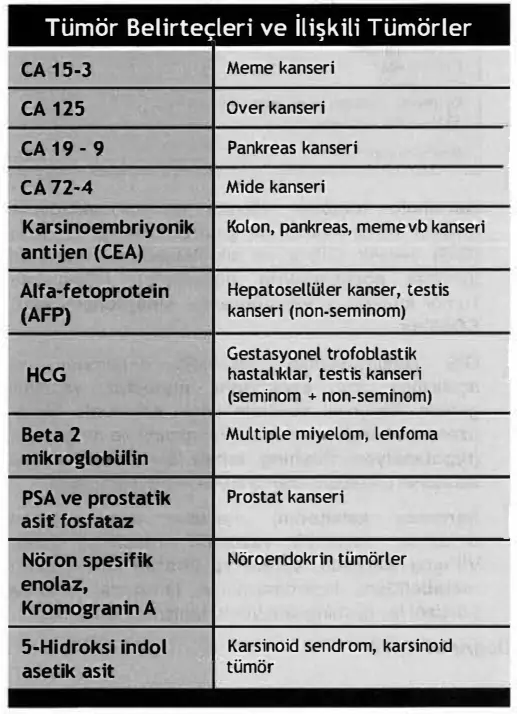 Tümör Belirteçleri ve İlişkili Tümörler
CA 15-3
Meme kanseri
CA 125
Over kanseri
CA 19 - 9
Pankreas kanseri
CA 72-4
Mide kanseri
Karsinoembriyonik
antijen (CEA)
Kolon, pankreas, meme vb kanseri
Alfa-fetoprotein
(AFP)
Hepatosellüler kanser, testis
kanseri (non-seminom)
HCG
Gestasyonel trofoblastik
hastalıklar, testis kanseri
(seminom + non-seminom)
Beta 2
mikroglobülin
Multiple miyelom, lenfoma
PSA ve prostatik
asit fosfataz
Prostat kanseri
Nöron spesifik
enolaz,
Kromogranin A
Nöroendokrin tümörler
5-Hidroksi indol
asetik asit
Karsinoid sendrom, karsinoid
tümör